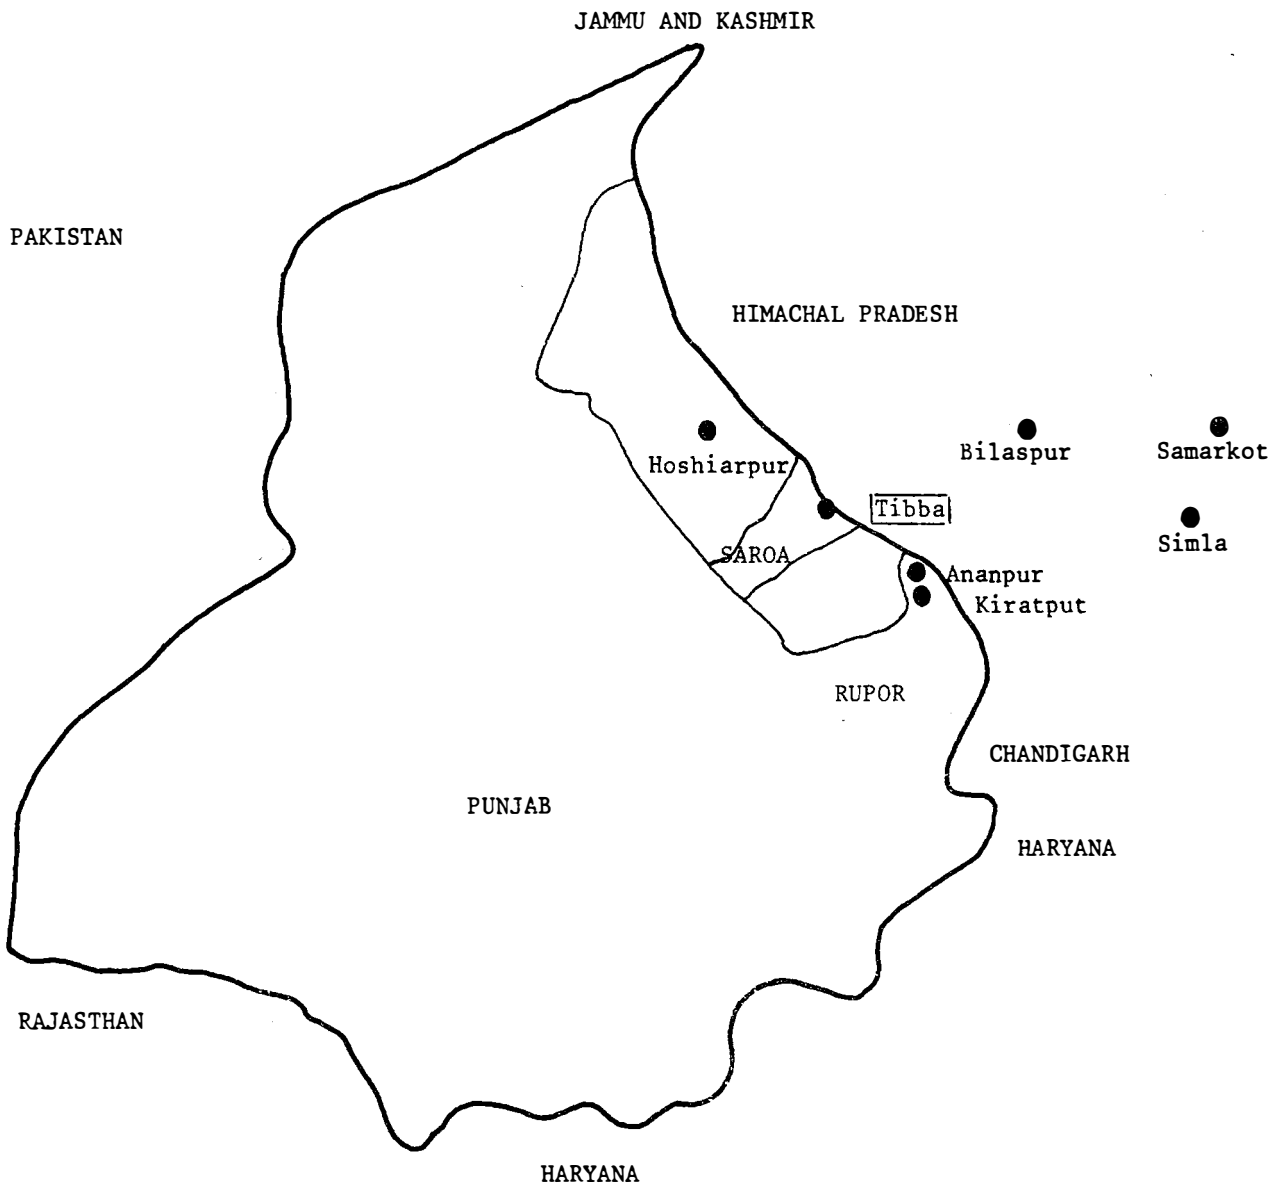 JAMMU AND KASHMIR
PAKISTAN
HIMACHAL PRADESH
Bilaspur
Samarkot
Hoshiarpur
Tibba
Simla
SAROA
Ananpur
Kiratput
RUPOR
CHANDIGARH
PUNJAB
HARYANA
RAJASTHAN
HARYANA